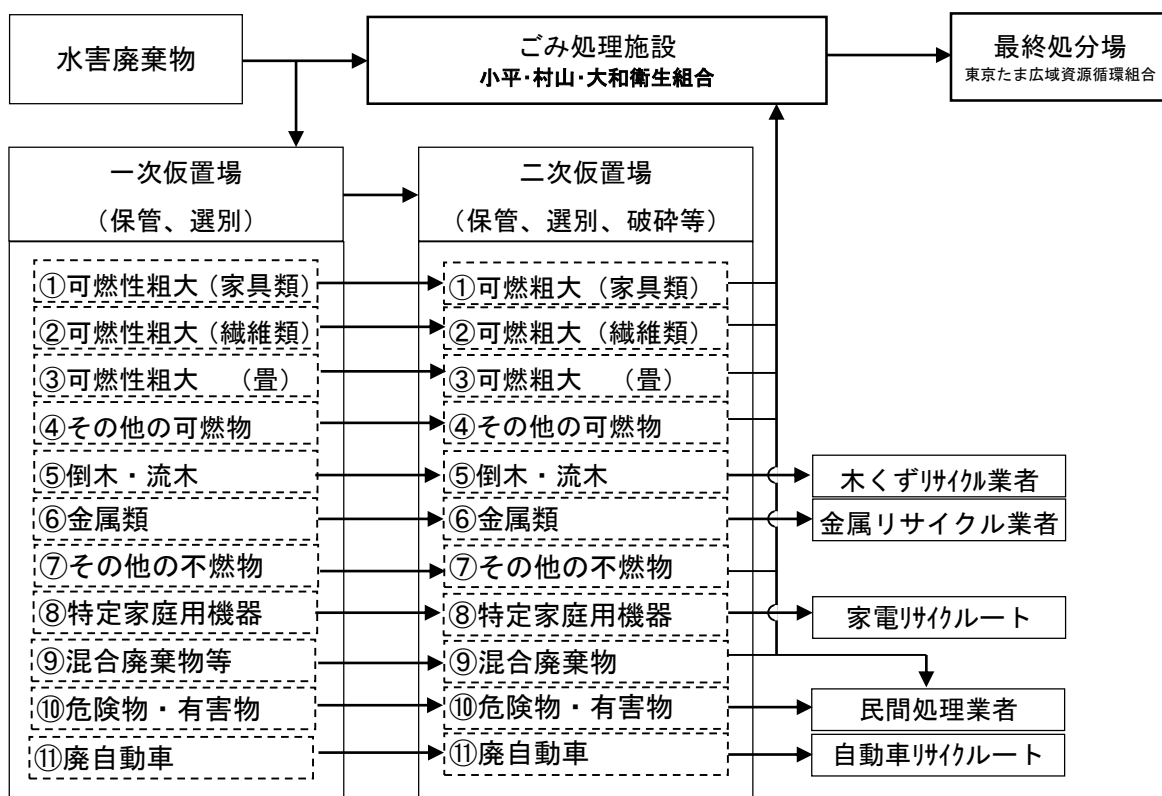 水害廃棄物
ごみ処理施設
小平・村山・大和衛生組合
最終処分場
東京たま広域資源循環組合
一次仮置場
（保管、選別）
二次仮置場
（保管、選別、破砕等）
①可燃性粗大（家具類）
②可燃性粗大（繊維類）
③可燃性粗大　（畳）
④その他の可燃物
⑤倒木・流木
⑥金属類
⑦その他の不燃物
⑧特定家庭用機器
⑨混合廃棄物等
⑩危険物・有害物
⑪廃自動車
①可燃粗大（家具類）
②可燃粗大（繊維類）
③可燃粗大　（畳）
④その他の可燃物
⑤倒木・流木
⑥金属類
⑦その他の不燃物
⑧特定家庭用機器
⑨混合廃棄物
⑩危険物・有害物
⑪廃自動車
木くずﾘｻｲｸﾙ業者
金属リサイクル業者
家電ﾘｻｲｸﾙート
民間処理業者
自動車ﾘｻｲｸﾙート